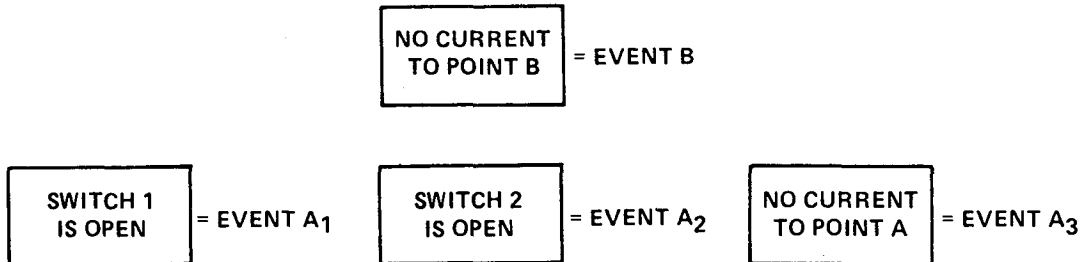 NO CURRENT
TO POINT B
= EVENT B
SWITCH 1
IS OPEN
= EVENT A1
SWITCH 2
IS OPEN
= EVENT A2
NO CURRENT
TO POINT A
= EVENT A3